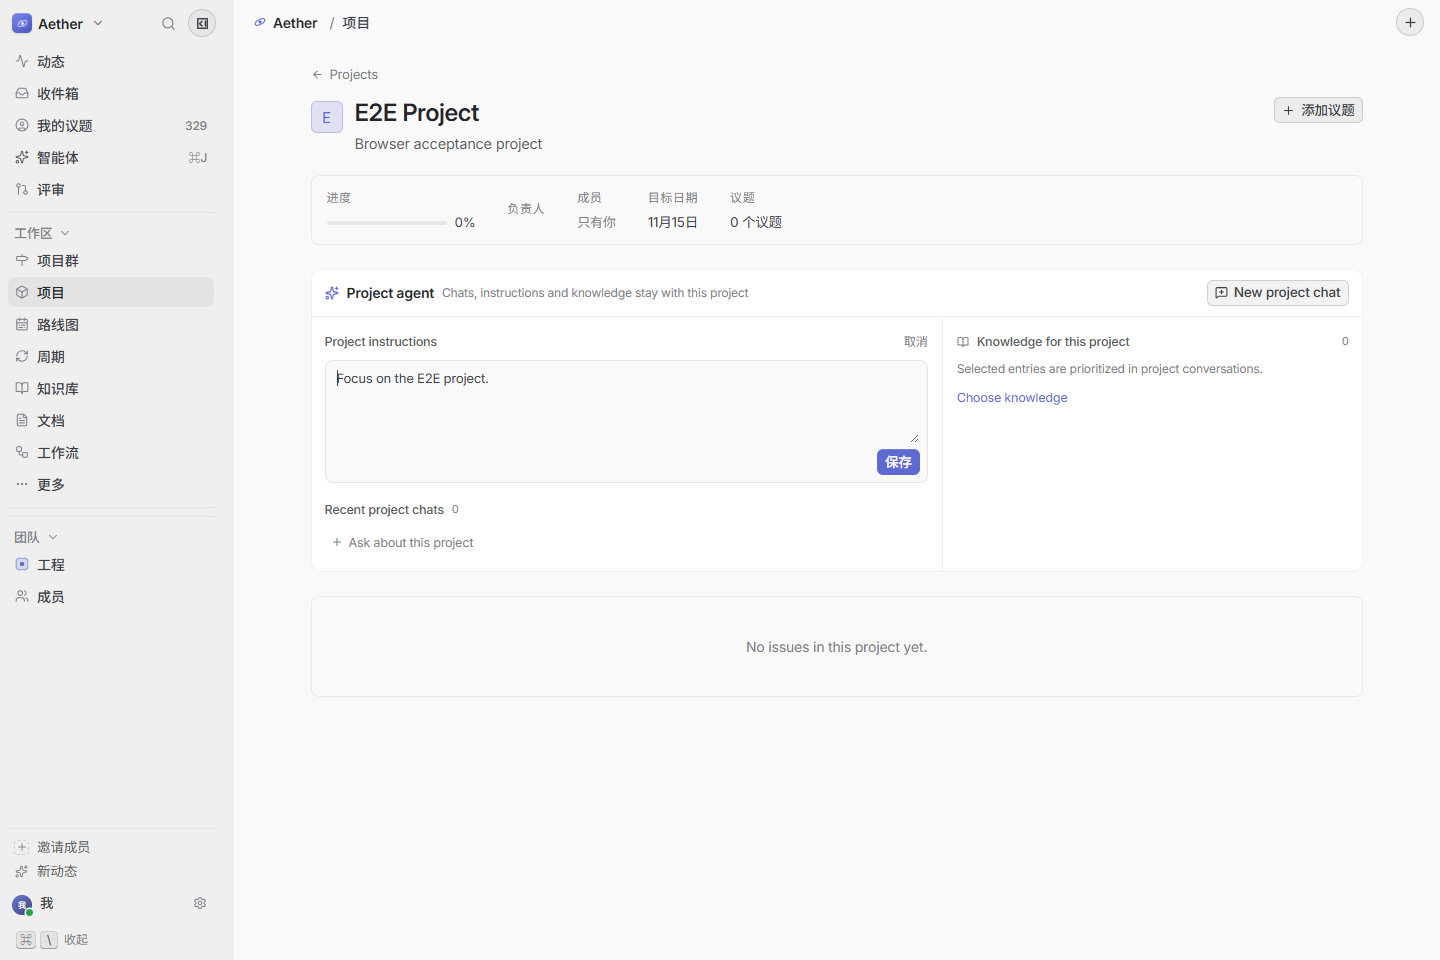 Aether
动态
收件箱
我的议题 329
智能体 ⌘J
评审
工作区
项目群
项目
路线图
周期
知识库
文档
工作流
更多
团队
工程
成员
邀请成员
新动态
我 我
⌘ \ 收起
Aether / 项目
Projects
E
E2E Project
Browser acceptance project
添加议题
进度
0%
负责人
成员
只有你
目标日期
11月15日
议题
0 个议题
Project agent Chats, instructions and knowledge stay with this project
New project chat
Project instructions 取消
Focus on the E2E project.
保存
Recent project chats 0
Ask about this project
Knowledge for this project 0
Selected entries are prioritized in project conversations.
Choose knowledge
No issues in this project yet.